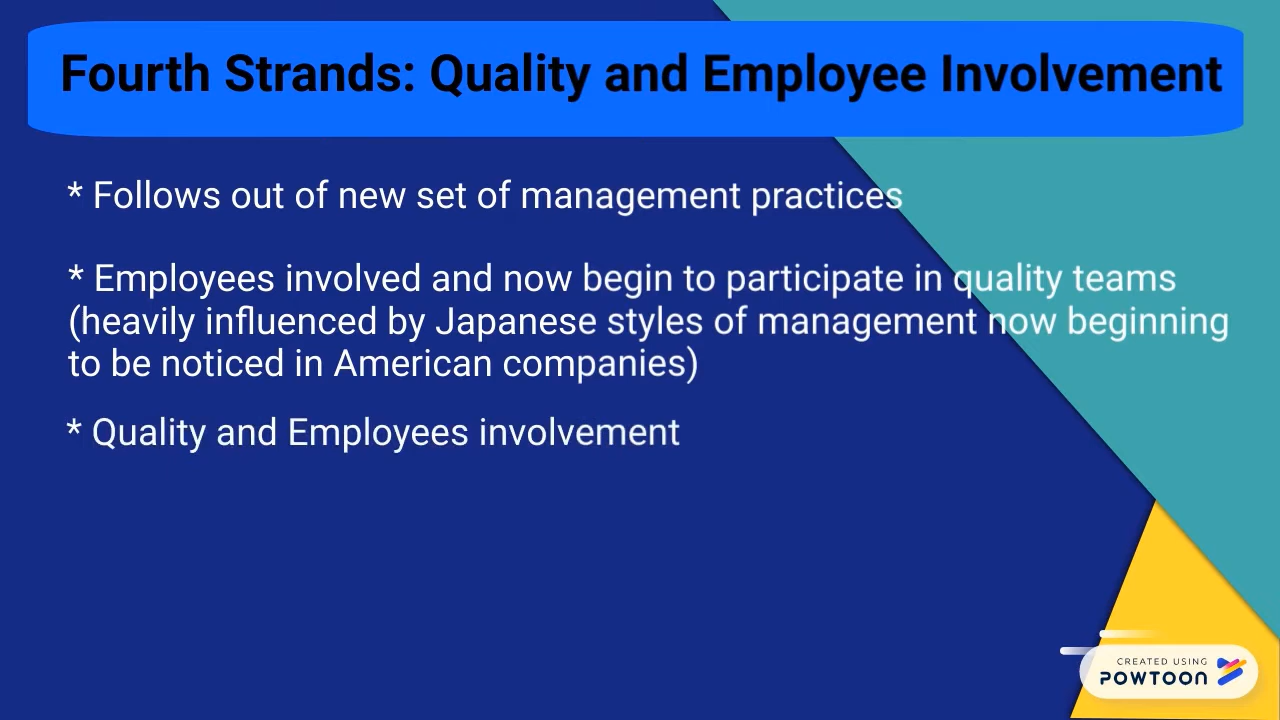 Fourth Strands: Quality and Employee Involvement
* Follows out of new set of management practices
* Employees involved and now begin to participate in quality teams
(heavily influenced by Japanese styles of management now beginning
to be noticed in American companies)
* Quality and Employees involvement
CREATED USING
POWTOON